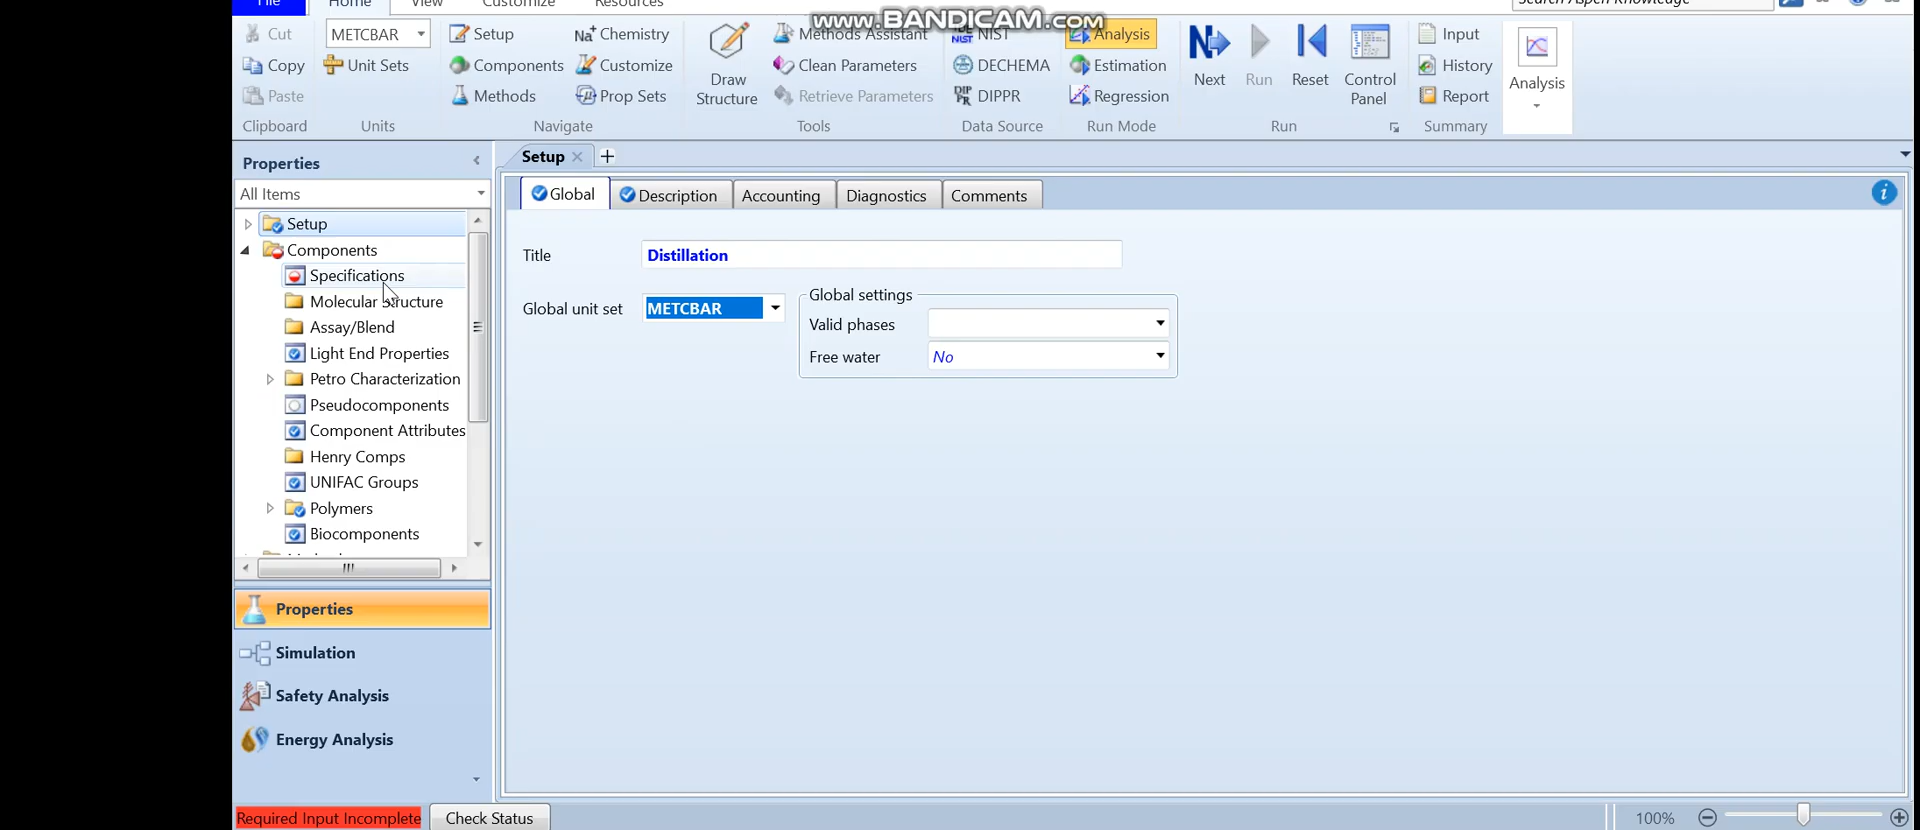 File Home View Customize Resources Search Aspen Knowledge
www.BANDICAM.com
Cut METCBAR Setup Na+ Chemistry Methods Assistant NIST Analysis Input
Copy Unit Sets Components Customize Draw Structure Clean Parameters DECHEMA Estimation Next Run Reset Control Panel History Analysis
Paste Methods Prop Sets Retrieve Parameters DIPPR Regression Report
Clipboard Units Navigate Tools Data Source Run Mode Run Summary
Properties
All Items
Setup
Components
Specifications
Molecular Structure
Assay/Blend
Light End Properties
Petro Characterization
Pseudocomponents
Component Attributes
Henry Comps
UNIFAC Groups
Polymers
Biocomponents
Properties
Simulation
Safety Analysis
Energy Analysis
Setup
Global Description Accounting Diagnostics Comments
Title Distillation
Global unit set METCBAR
Global settings
Valid phases
Free water No
Required Input Incomplete Check Status 100%